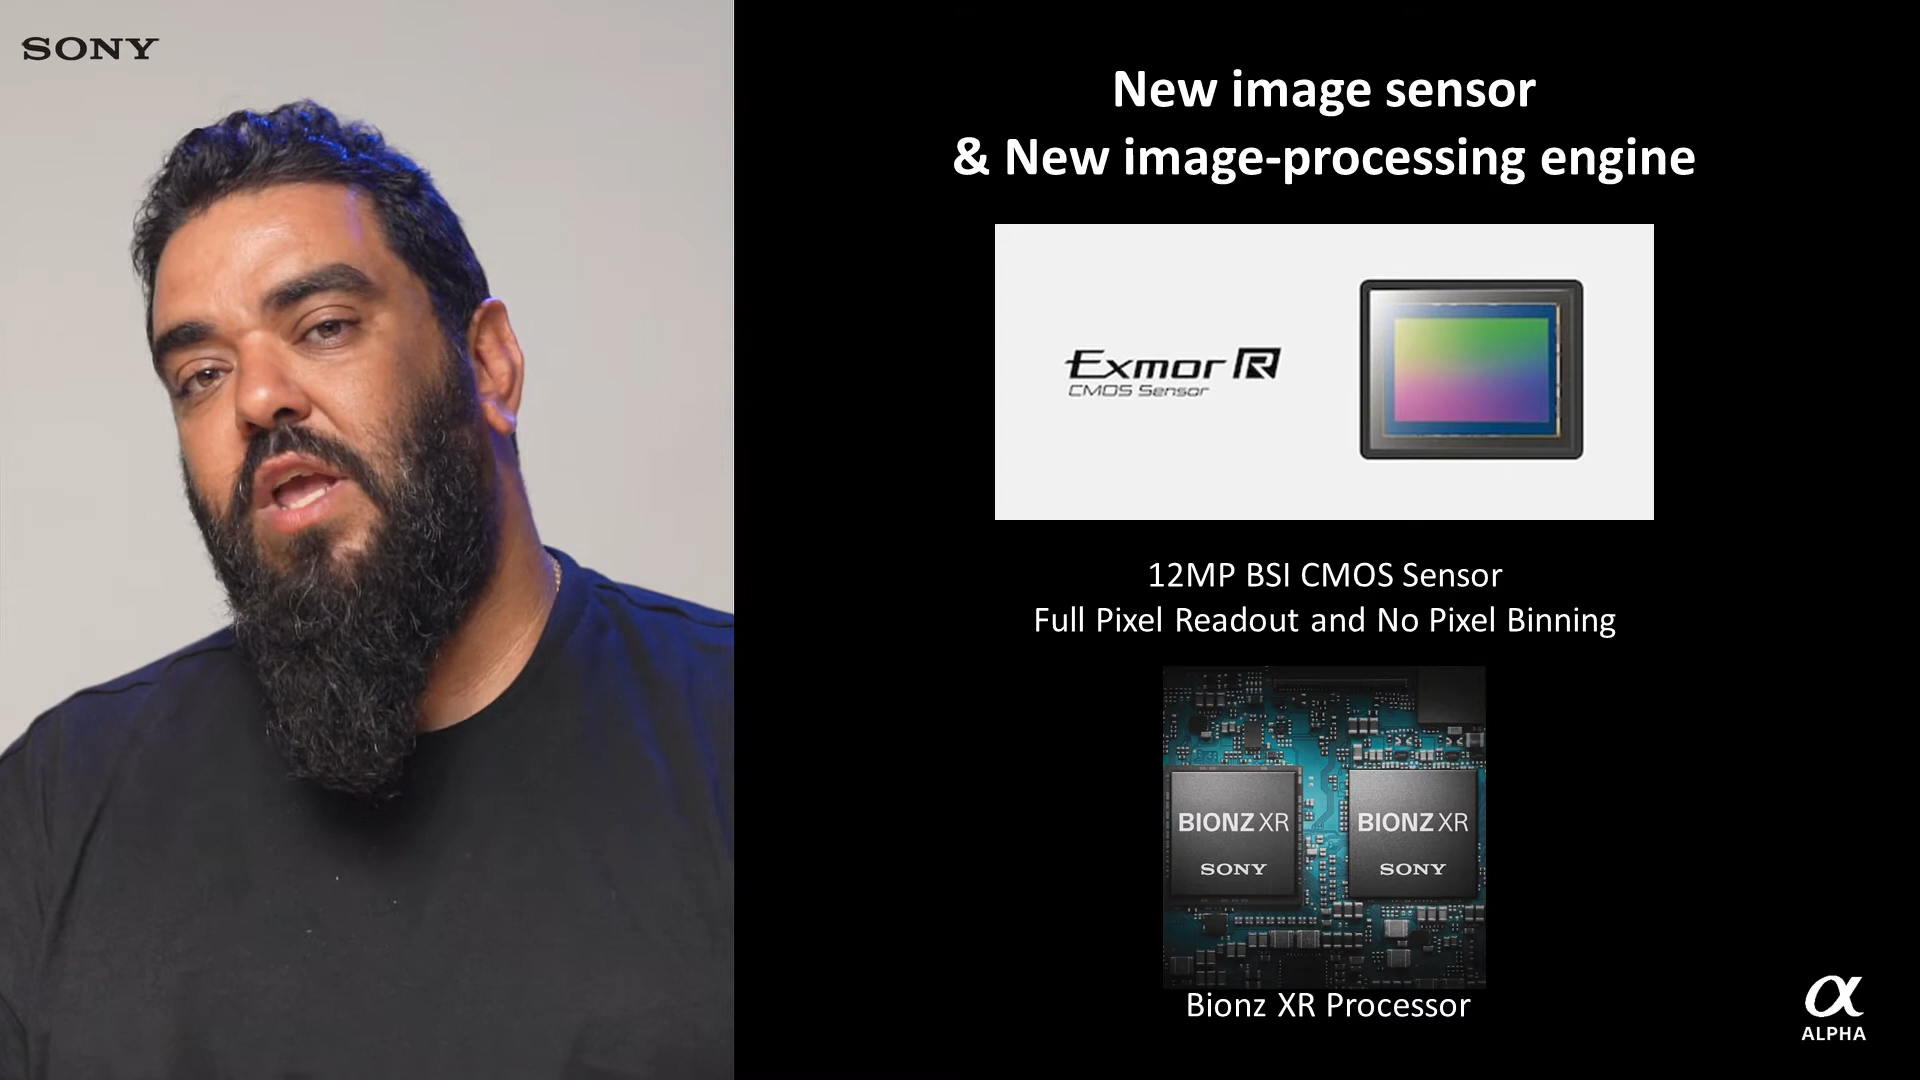 SONY
New image sensor
& New image-processing engine
Exmor R
CMOS Sensor
12MP BSI CMOS Sensor
Full Pixel Readout and No Pixel Binning
BIONZ XR
SONY
BIONZ XR
SONY
Bionz XR Processor
α
ALPHA